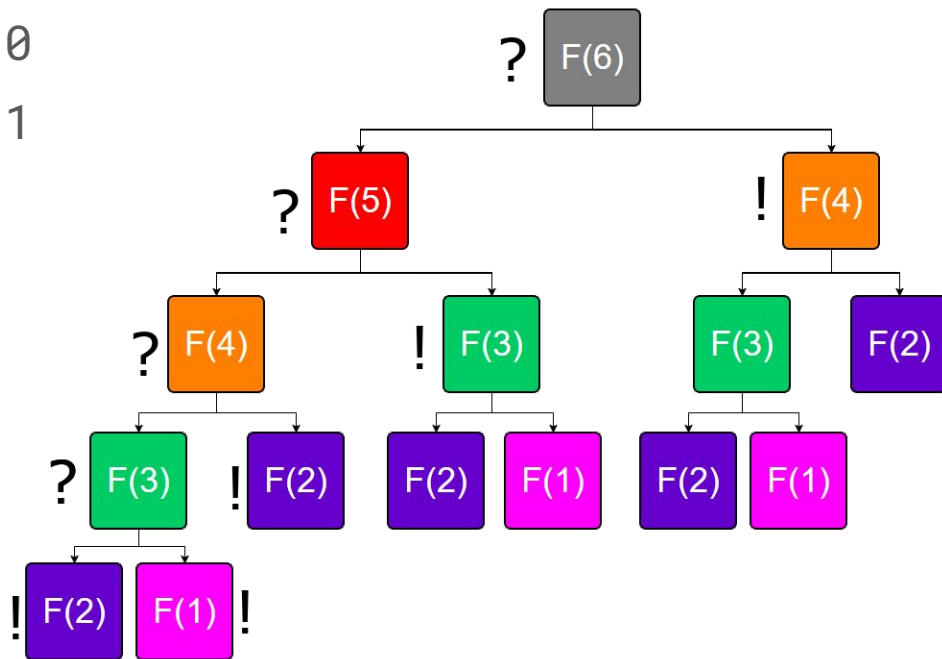 0
1
? F(6)
? F(5) ! F(4)
? F(4) ! F(3) F(3) F(2)
? F(3) ! F(2) F(2) F(1) F(2) F(1)
! F(2) F(1) !